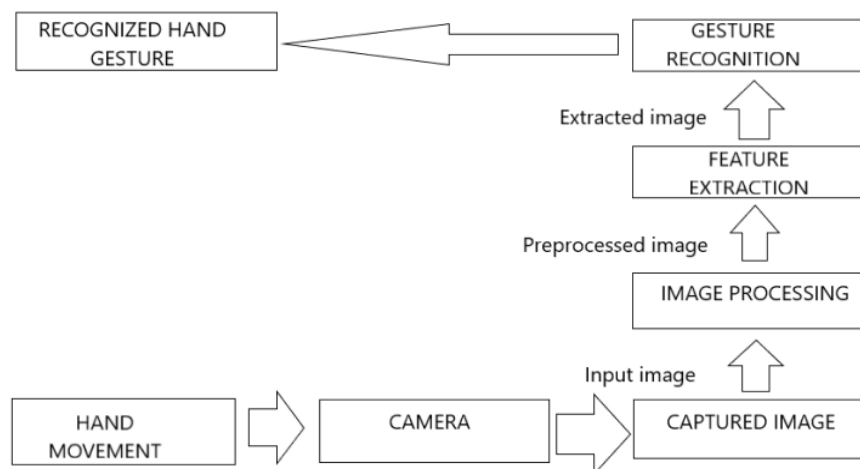 RECOGNIZED HAND
GESTURE
GESTURE
RECOGNITION
Extracted image
FEATURE
EXTRACTION
Preprocessed image
IMAGE PROCESSING
Input image
HAND
MOVEMENT
CAMERA
CAPTURED IMAGE